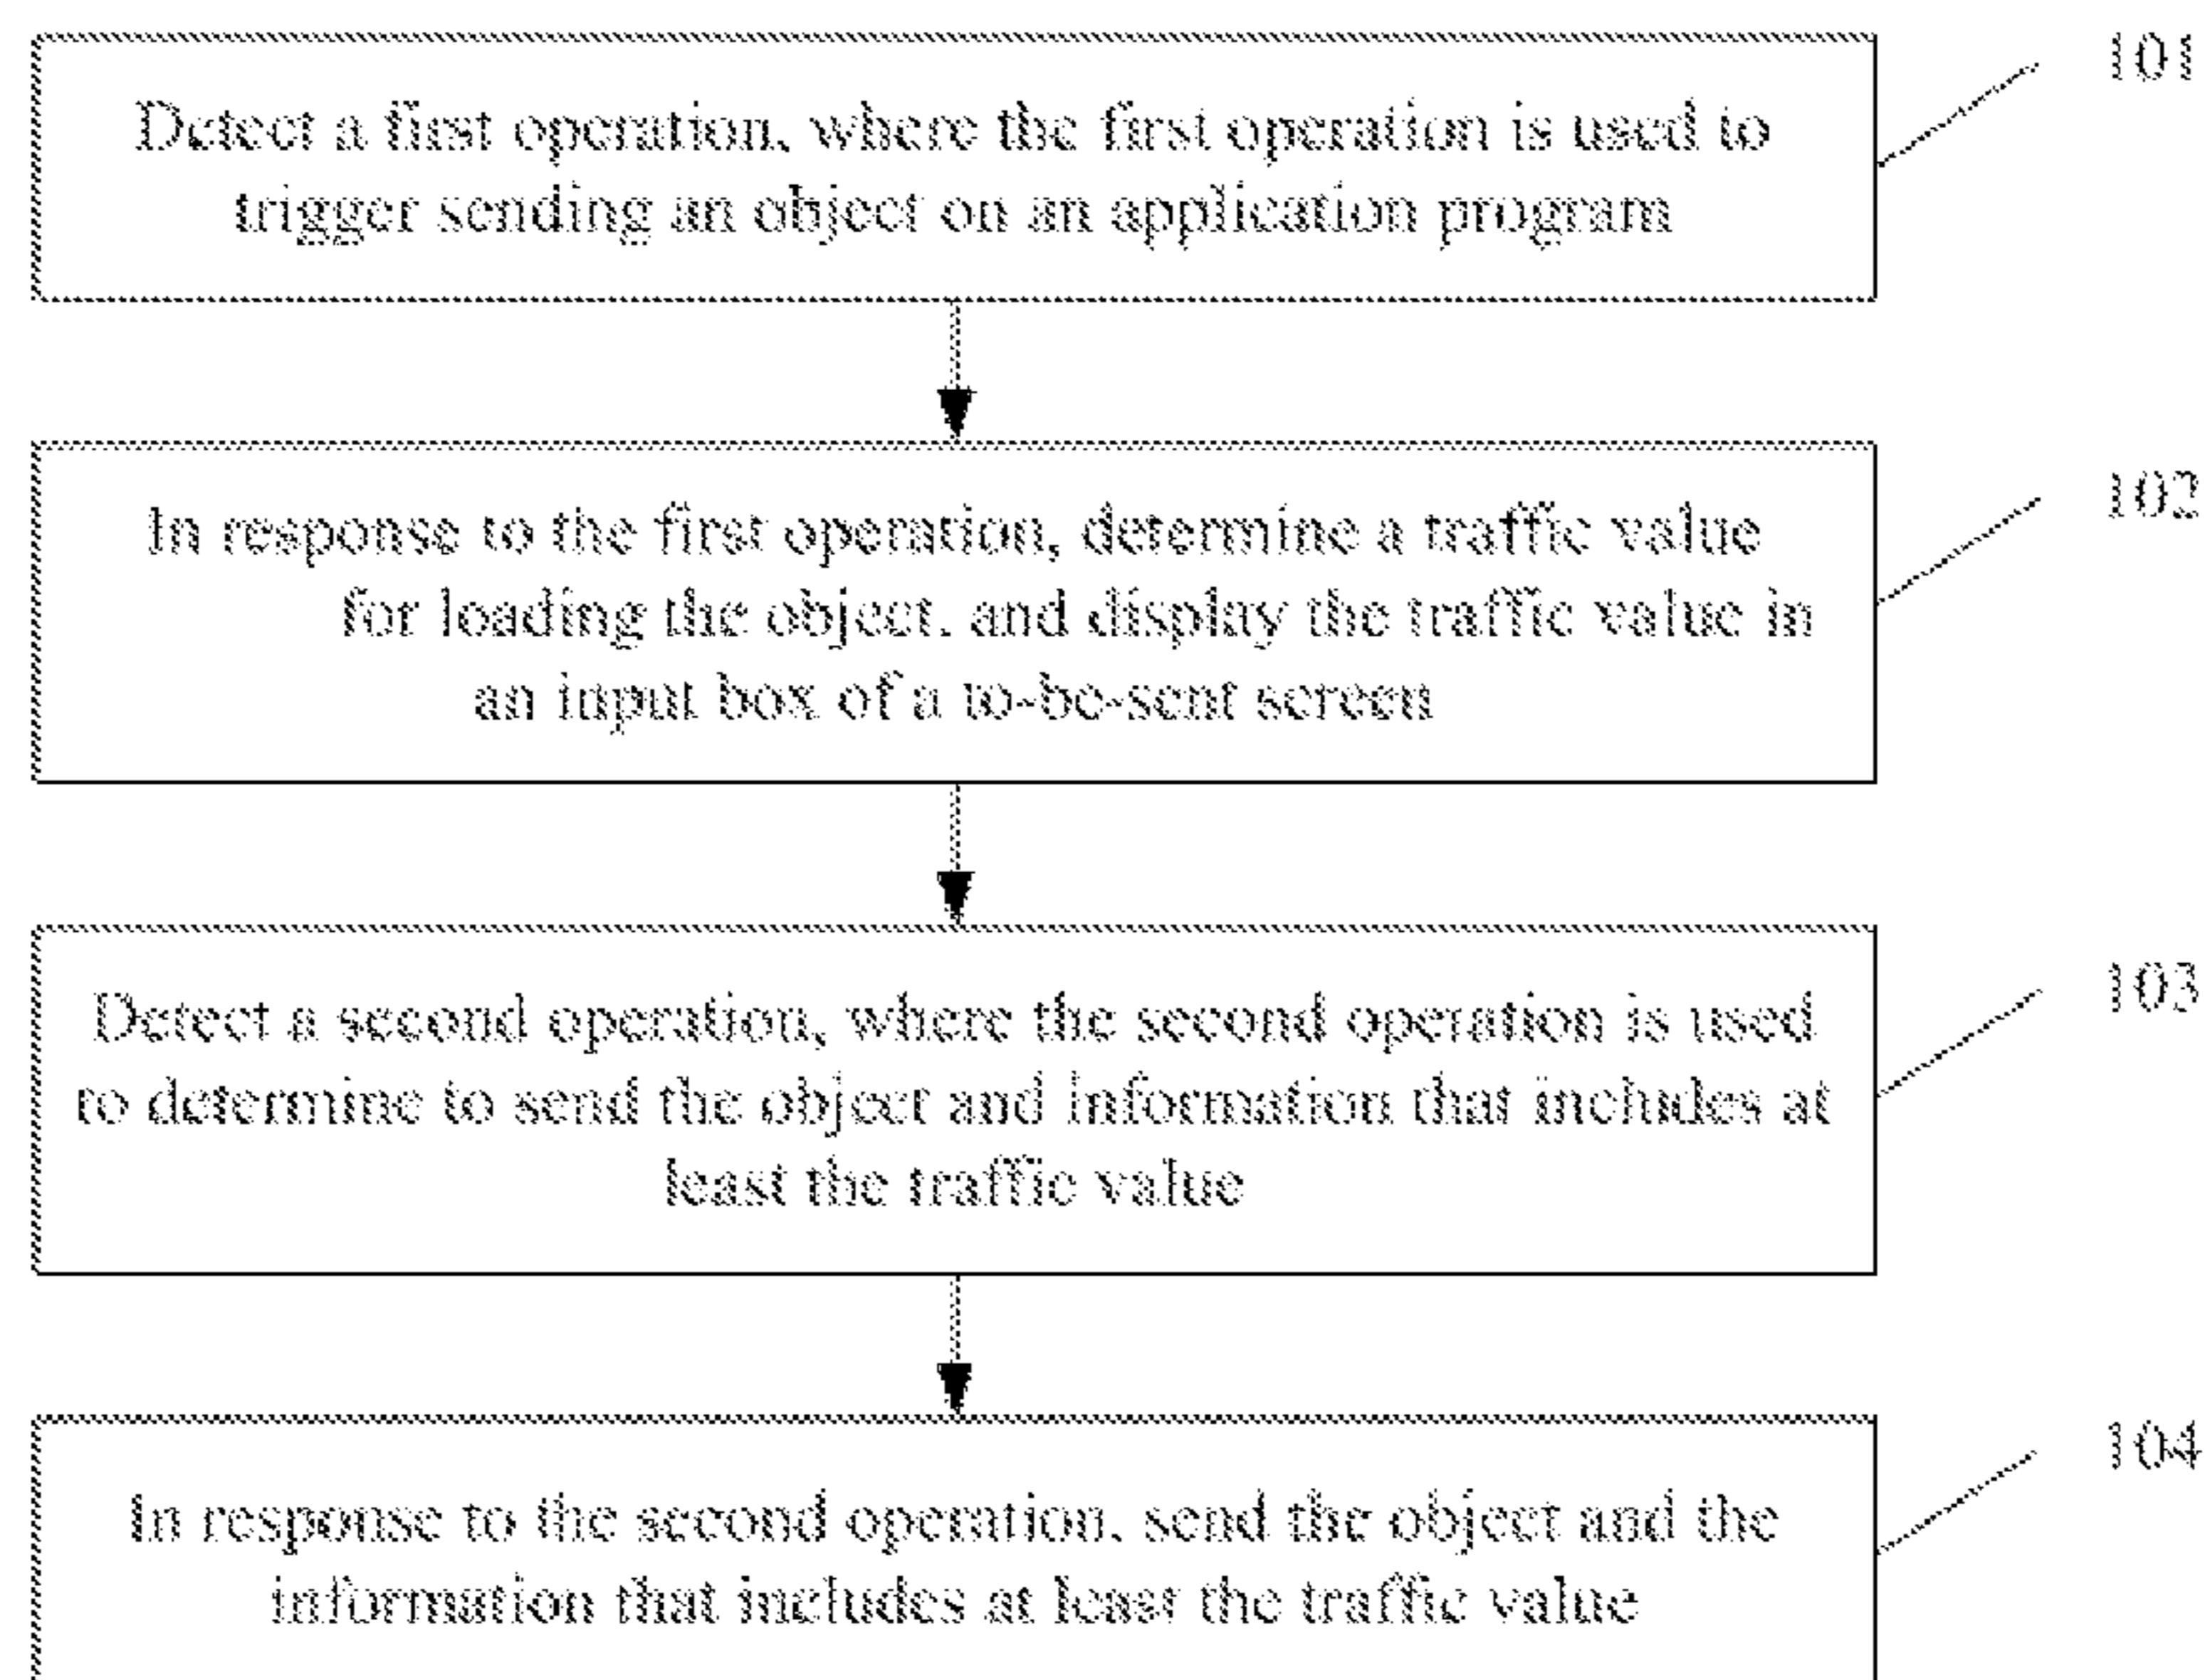 101
Detect a first operation, where the first operation is used to
trigger sending an object on an application program
102
In response to the first operation, determine a traffic value
for loading the object, and display the traffic value in
an input box of a to-be-sent screen
103
Detect a second operation, where the second operation is used
to determine to send the object and information that includes at
least the traffic value
104
In response to the second operation, send the object and the
information that includes at least the traffic value